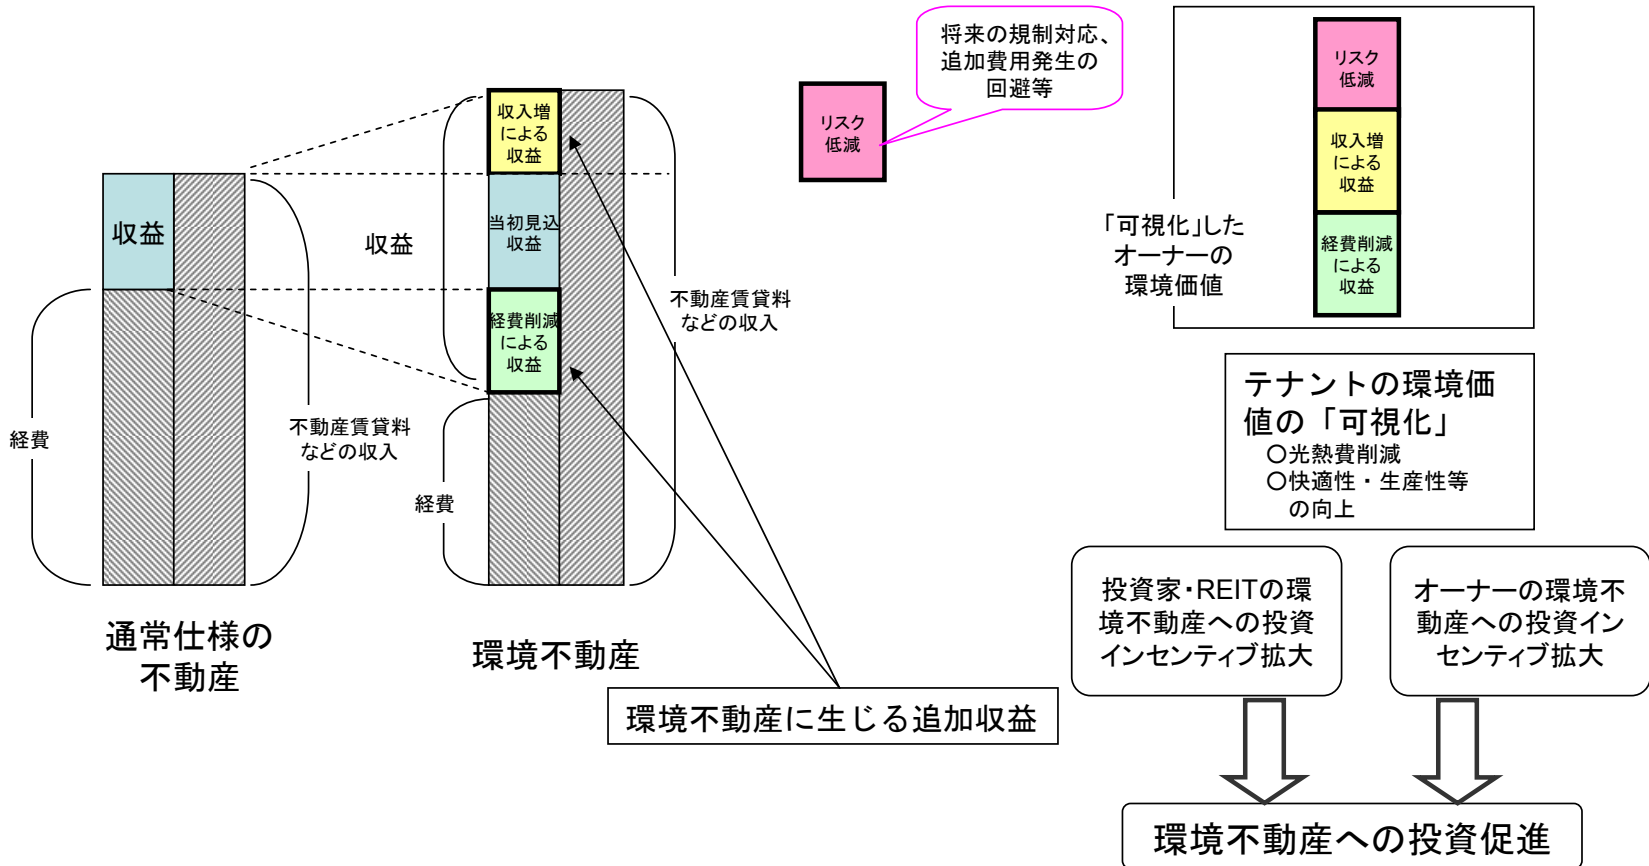 収益
経費
不動産賃貸料
などの収入
通常仕様の
不動産
収益
収入増
による
収益
当初見込
収益
経費削減
による
収益
経費
不動産賃貸料
などの収入
環境不動産
環境不動産に生じる追加収益
リスク
低減
将来の規制対応、
追加費用発生の
回避等
「可視化」した
オーナーの
環境価値
リスク
低減
収入増
による
収益
経費削減
による
収益
テナントの環境価
値の「可視化」
○光熱費削減
○快適性・生産性等
の向上
投資家・REITの環
境不動産への投資
インセンティブ拡大
オーナーの環境不
動産への投資イン
センティブ拡大
環境不動産への投資促進